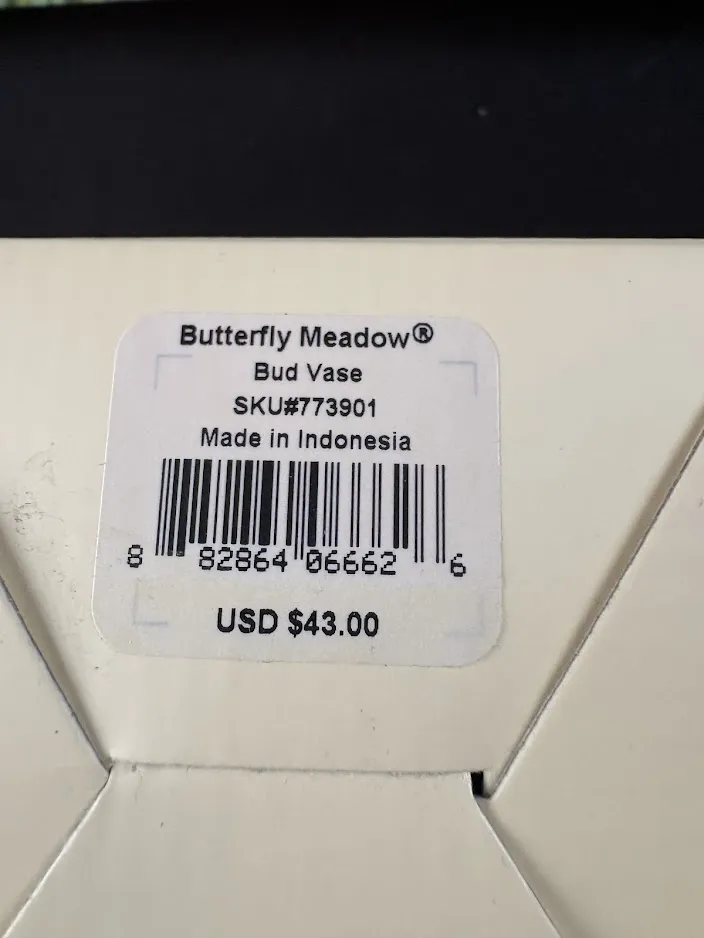 Butterfly Meadow®
Bud Vase
SKU#773901
Made in Indonesia
8 82864 06662 6
USD $43.00